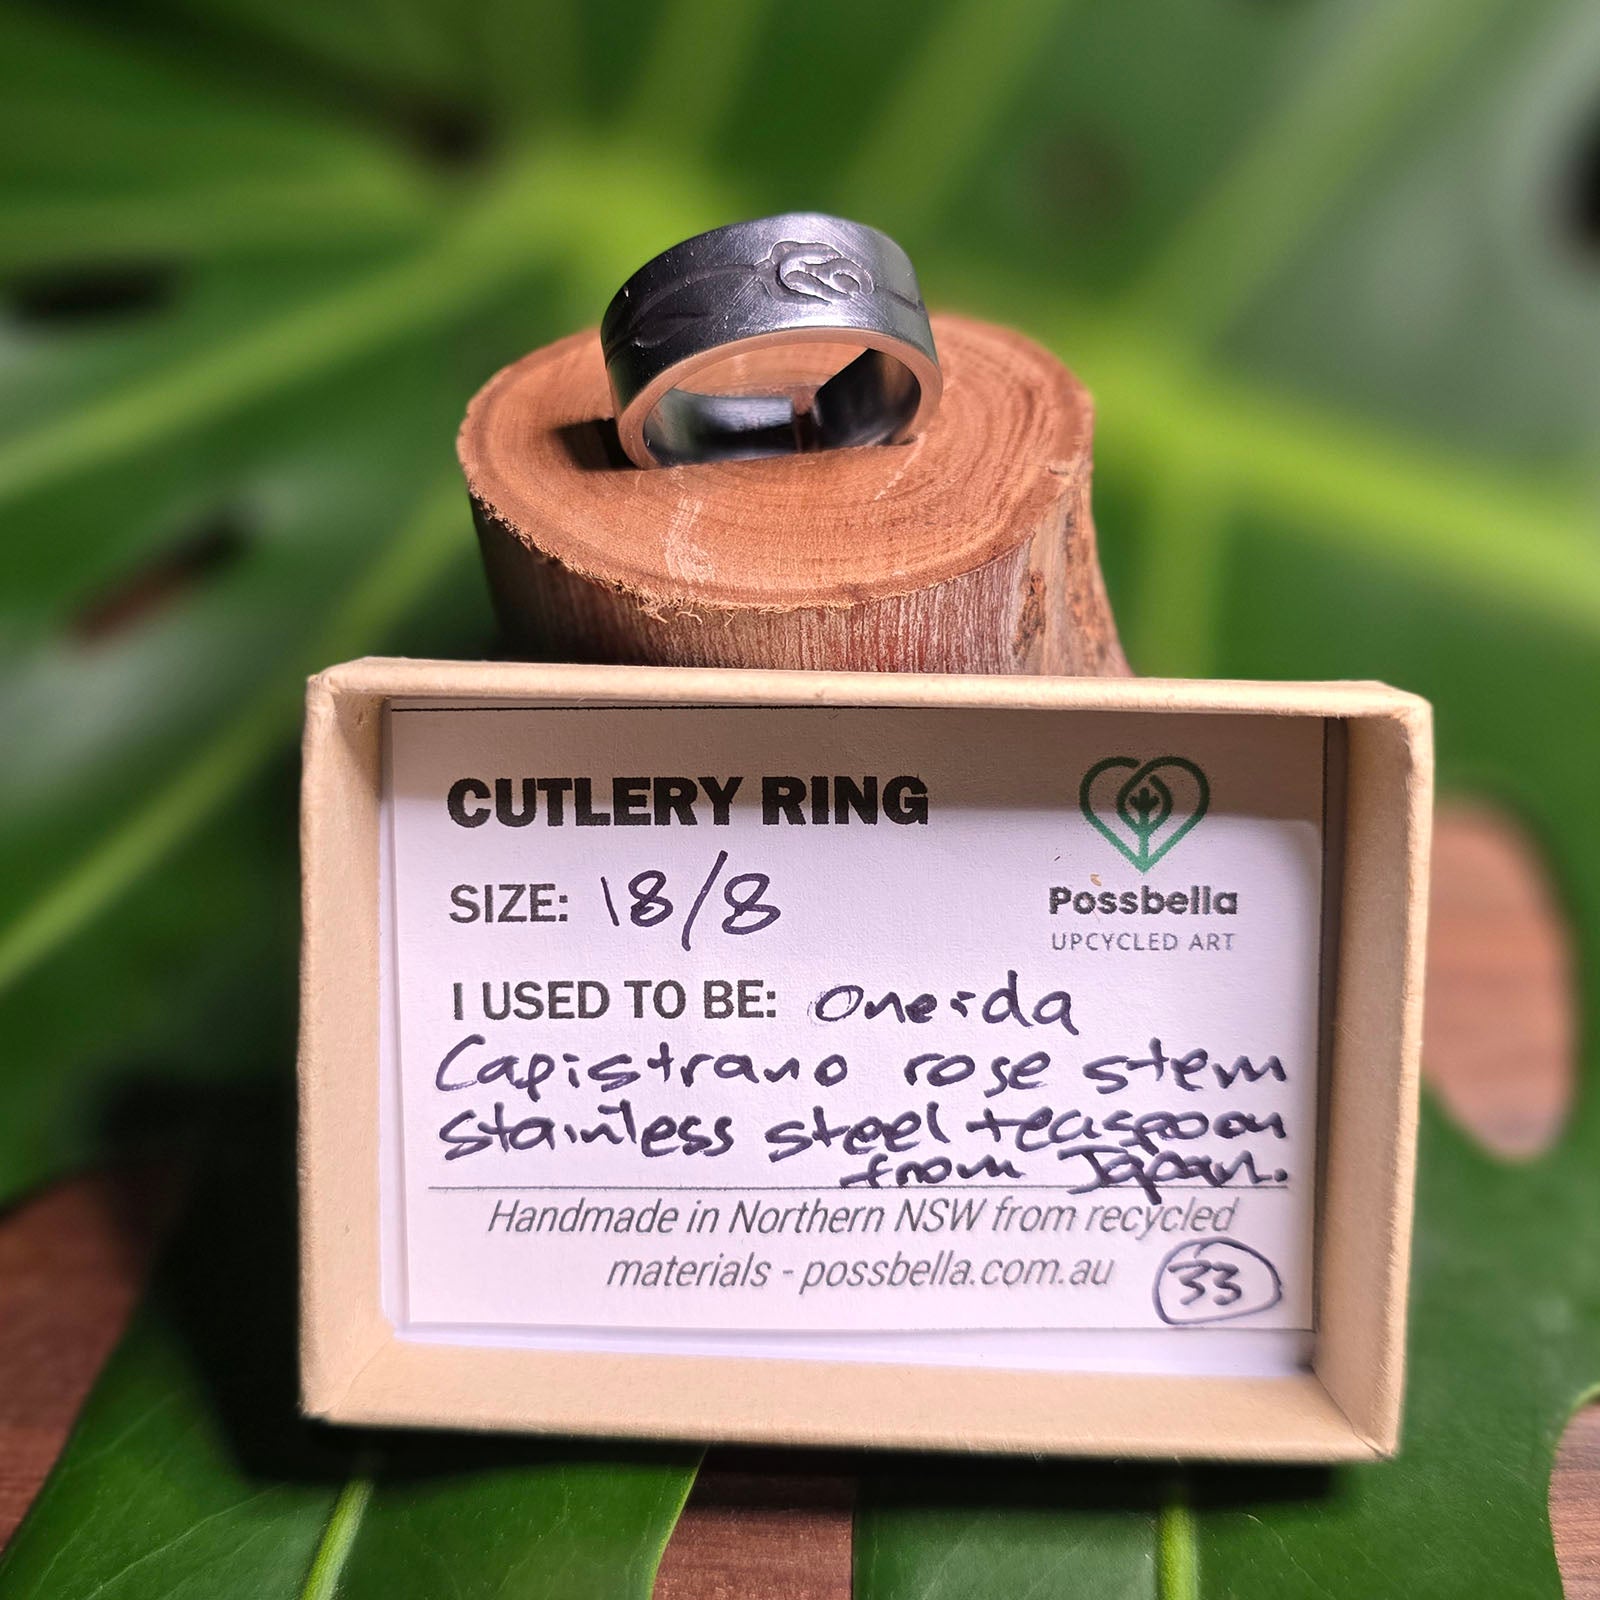 CUTLERY RING
SIZE: 18/8
Possbella
UPCYCLED ART
I USED TO BE: Oneida
Capistrano rose stem
stainless steel teaspoon
from Japan.
Handmade in Northern NSW from recycled
materials - possbella.com.au
33